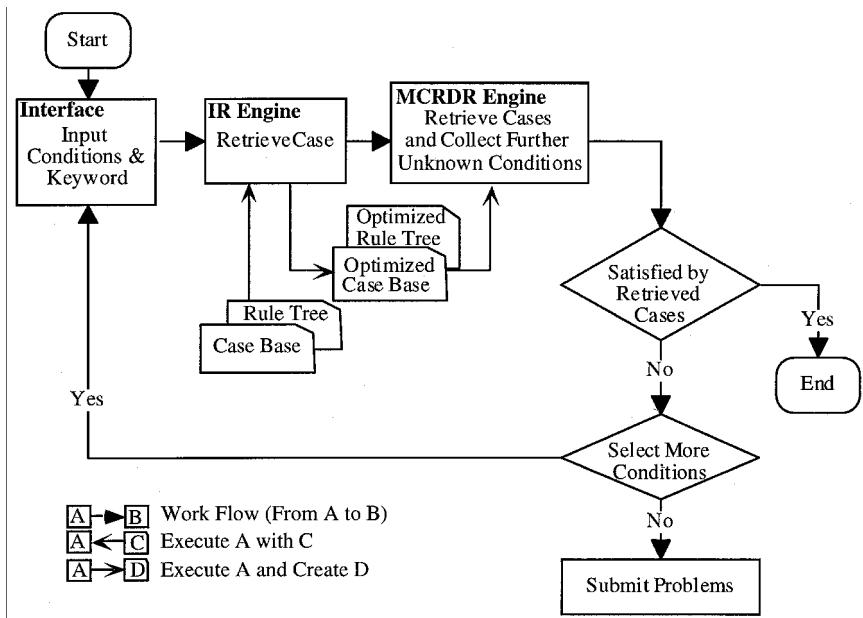 Start
Interface
Input
Conditions &
Keyword
IR Engine
Retrieve Case
MCRDR Engine
Retrieve Cases
and Collect Further
Unknown Conditions
Optimized
Rule Tree
Optimized
Case Base
Rule Tree
Case Base
Satisfied by
Retrieved
Cases
Yes
End
No
Yes
Select More
Conditions
No
Submit Problems
A B Work Flow (From A to B)
A C Execute A with C
A D Execute A and Create D